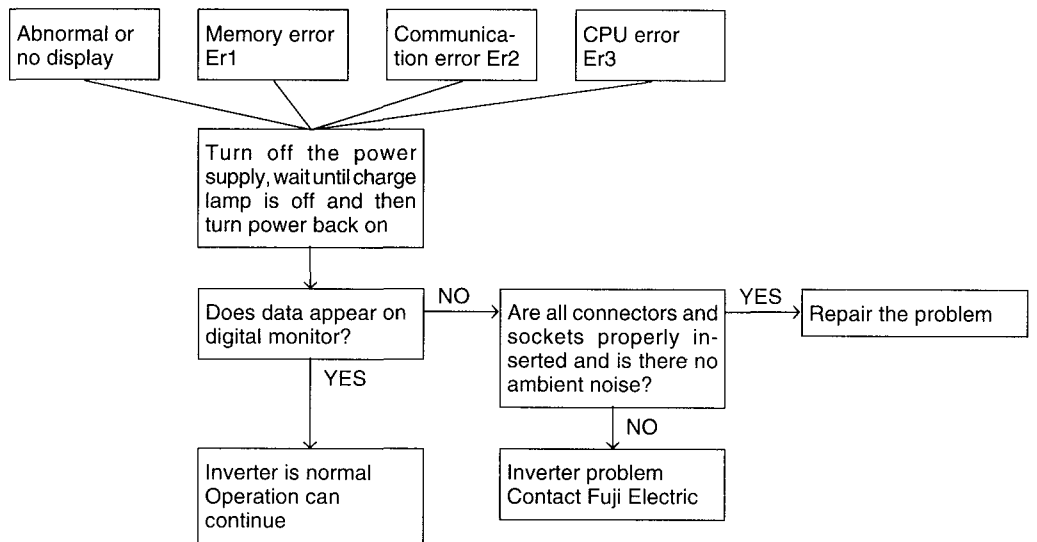 Abnormal or
no display
Memory error
Er1
Communica-
tion error Er2
CPU error
Er3
Turn off the power
supply, wait until charge
lamp is off and then
turn power back on
Does data appear on
digital monitor?
NO
Are all connectors and
sockets properly in-
serted and is there no
ambient noise?
YES
Repair the problem
YES
NO
Inverter is normal
Operation can
continue
Inverter problem
Contact Fuji Electric